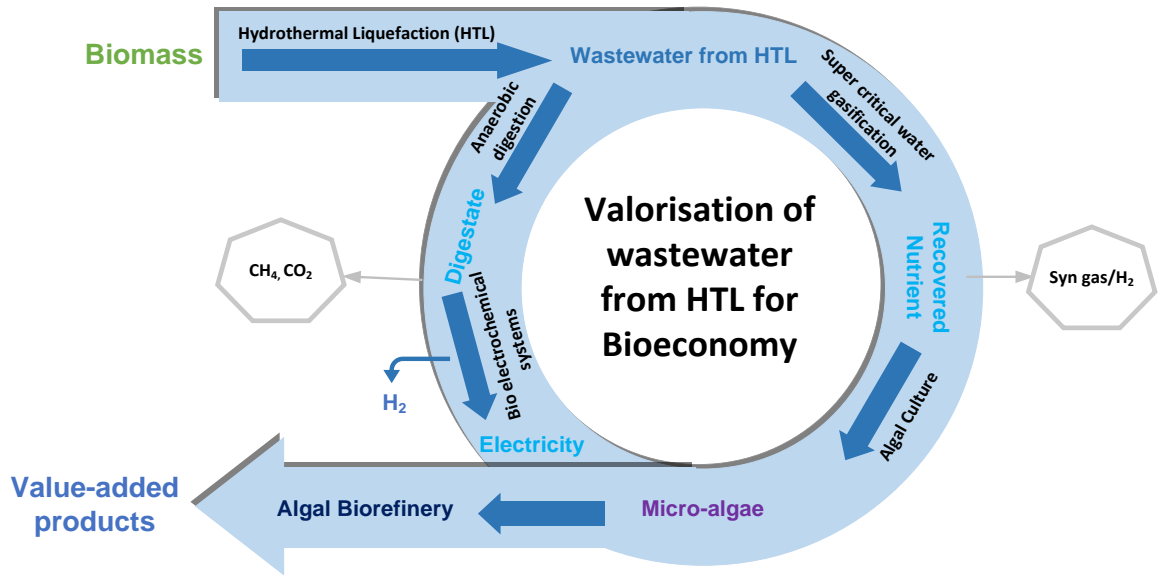 Biomass
Hydrothermal Liquefaction (HTL)
Wastewater from HTL
Anaerobic
digestion
Super critical water
gasification
Digestate
CH₄, CO₂
Bio electrochemical
systems
H₂
Electricity
Valorisation of
wastewater
from HTL for
Bioeconomy
Recovered
Nutrient
Syn gas/H₂
Algal Culture
Micro-algae
Algal Biorefinery
Value-added
products